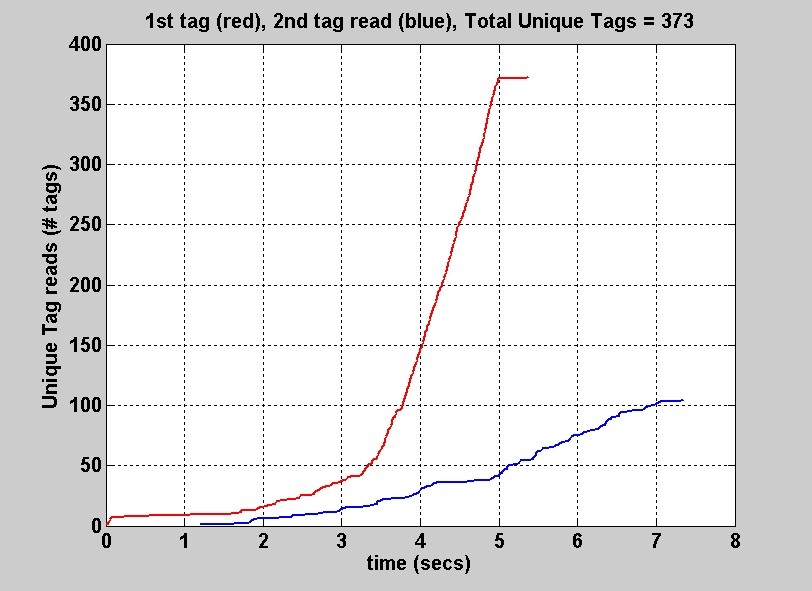 1st tag (red), 2nd tag read (blue), Total Unique Tags = 373
Unique Tag reads (# tags)
400
350
300
250
200
150
100
50
0
0 1 2 3 4 5 6 7 8
time (secs)